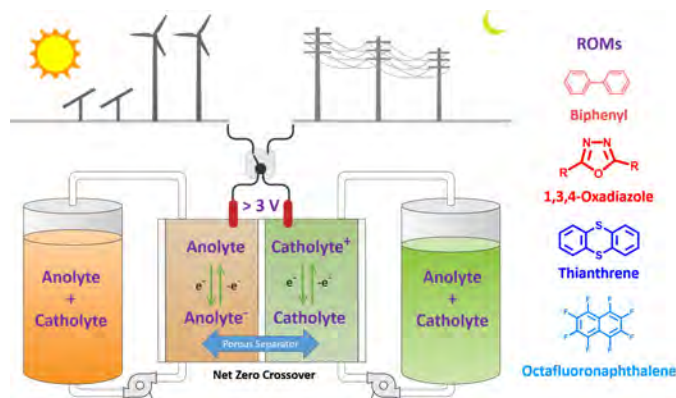 ROMs
Biphenyl
N N
R O R
1,3,4-Oxadiazole
S
S
Thianthrene
F F
F F
F F
F F
Octafluoronaphthalene
> 3 V
Anolyte
+
Catholyte
Anolyte
e⁻ -e⁻
Anolyte⁻
Catholyte⁺
e⁻ -e⁻
Catholyte
Porous Separator
Net Zero Crossover
Anolyte
+
Catholyte